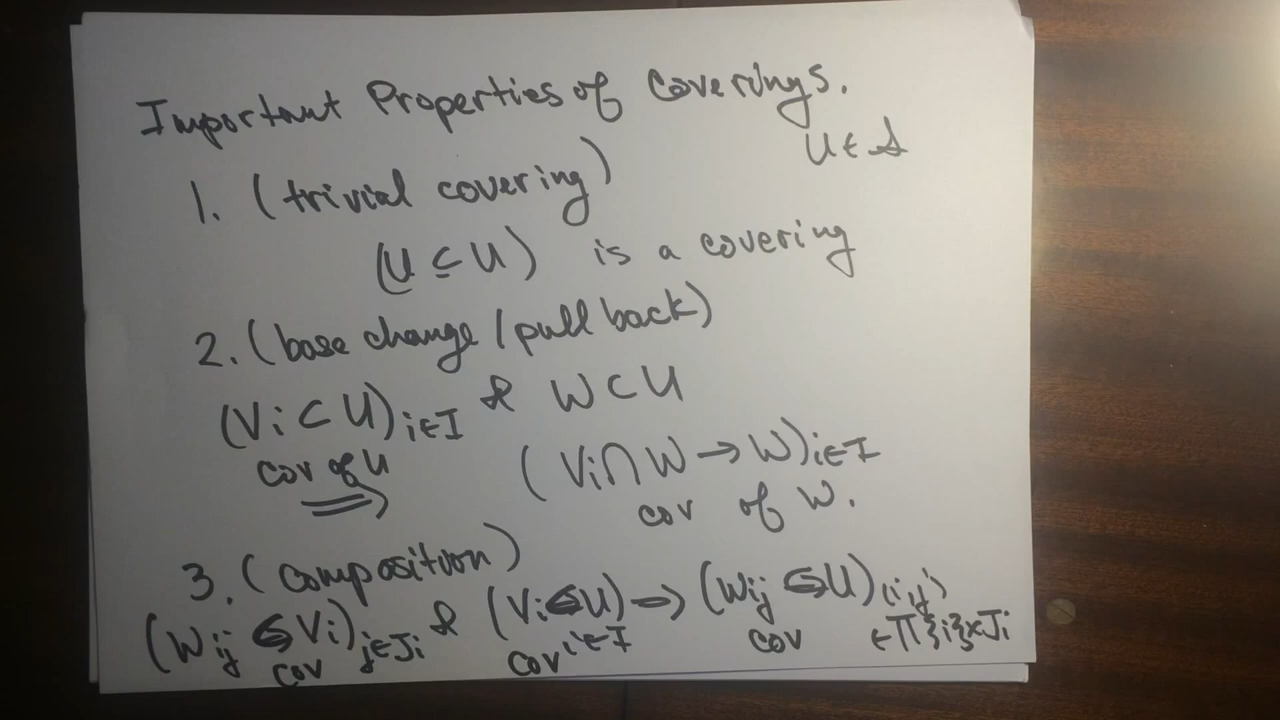 Important Properties of Coverings.
U ∈ 𝒮
1. (trivial covering)
(U ⊆ U) is a covering
2. (base change / pull back)
(Vi ⊂ U)i∈I & W ⊂ U
cov of U
⟹ (Vi ∩ W → W)i∈I
cov of W.
3. (composition)
(Wij ⊆ Vi)j∈Ji & (Vi ⊆ U)i∈I ⇒ (Wij ⊆ U)(i,j) ∈ ∐{i}×Ji
cov cov cov